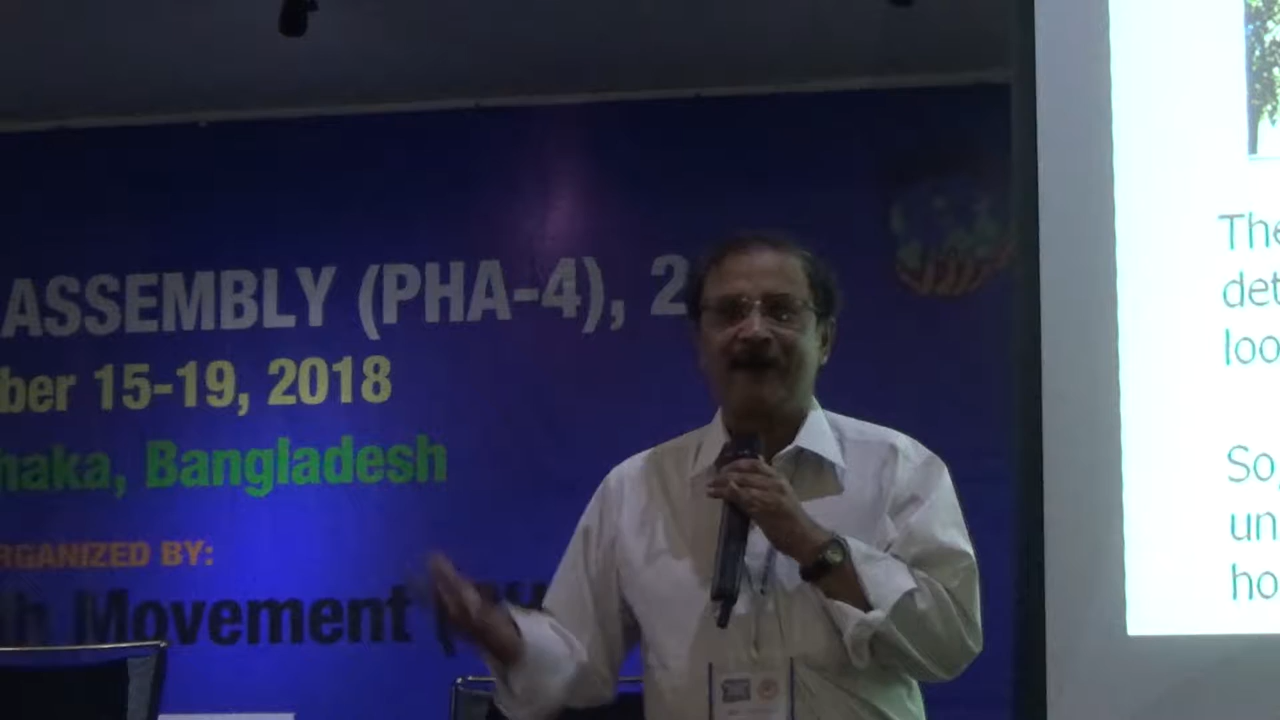 ASSEMBLY (PHA-4), 2
ber 15-19, 2018
haka, Bangladesh
RGANIZED BY:
h Movement (
The
det
loo
So,
un
ho